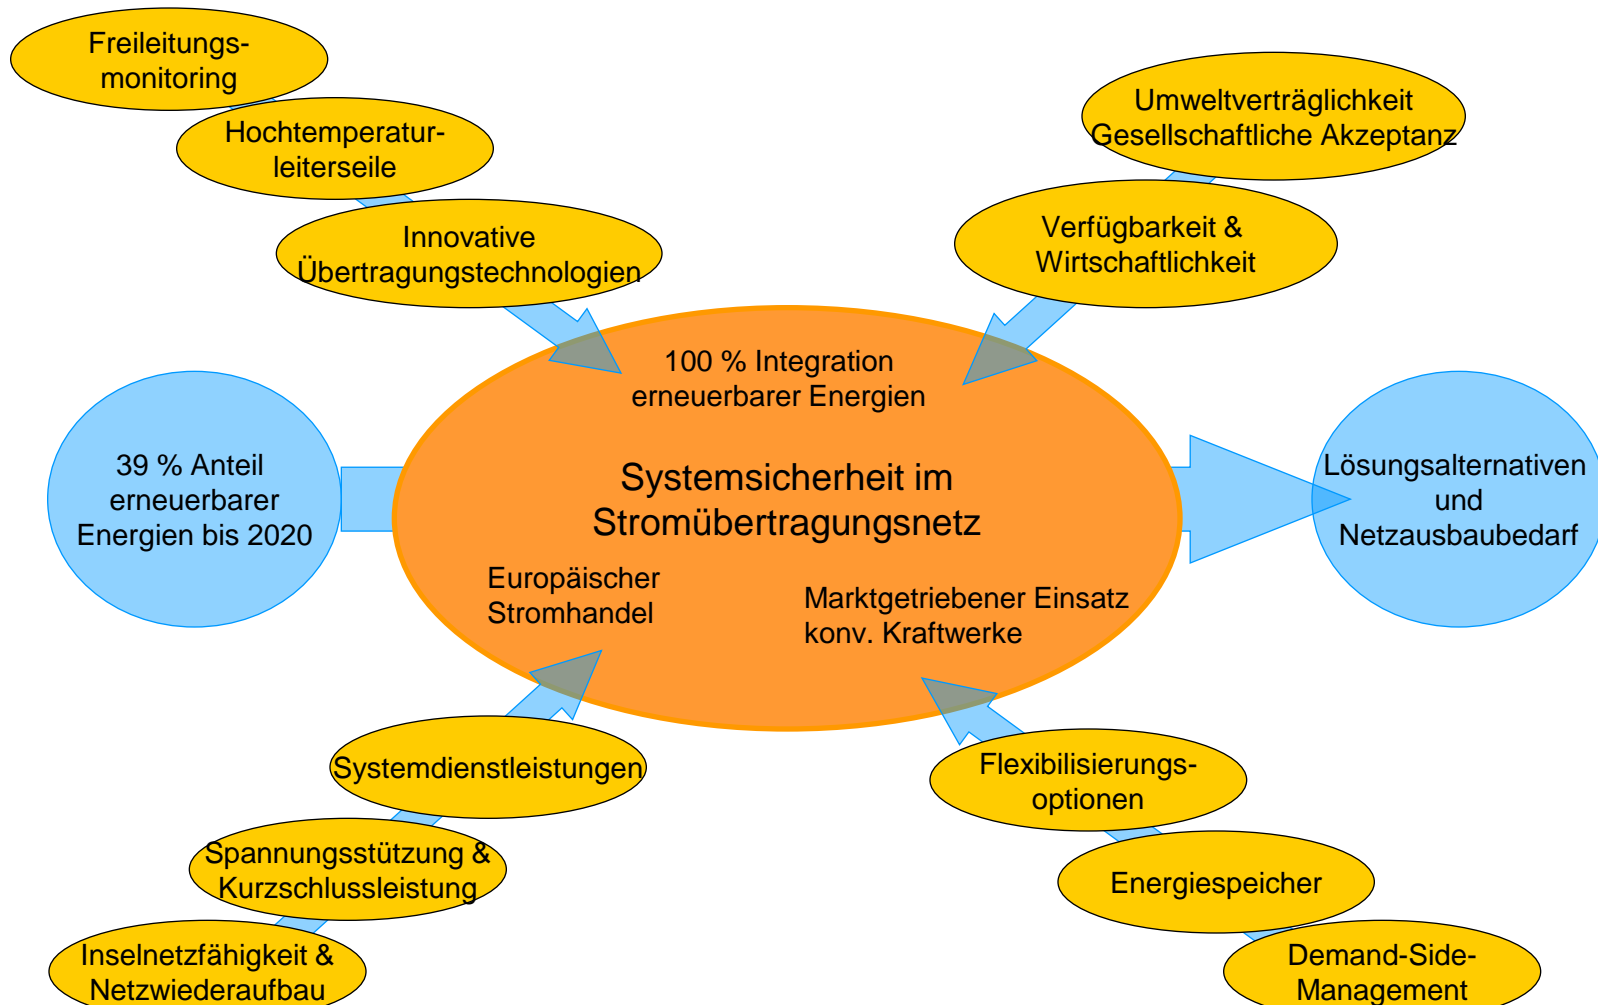 Freileitungs-
monitoring
Hochtemperatur-
leiterseile
Innovative
Übertragungstechnologien
Umweltverträglichkeit
Gesellschaftliche Akzeptanz
Verfügbarkeit &
Wirtschaftlichkeit
100 % Integration
erneuerbarer Energien
39 % Anteil
erneuerbarer
Energien bis 2020
Systemsicherheit im
Stromübertragungsnetz
Lösungsalternativen
und
Netzausbaubedarf
Europäischer
Stromhandel
Marktgetriebener Einsatz
konv. Kraftwerke
Systemdienstleistungen
Spannungsstützung &
Kurzschlussleistung
Inselnetzfähigkeit &
Netzwiederaufbau
Flexibilisierungs-
optionen
Energiespeicher
Demand-Side-
Management